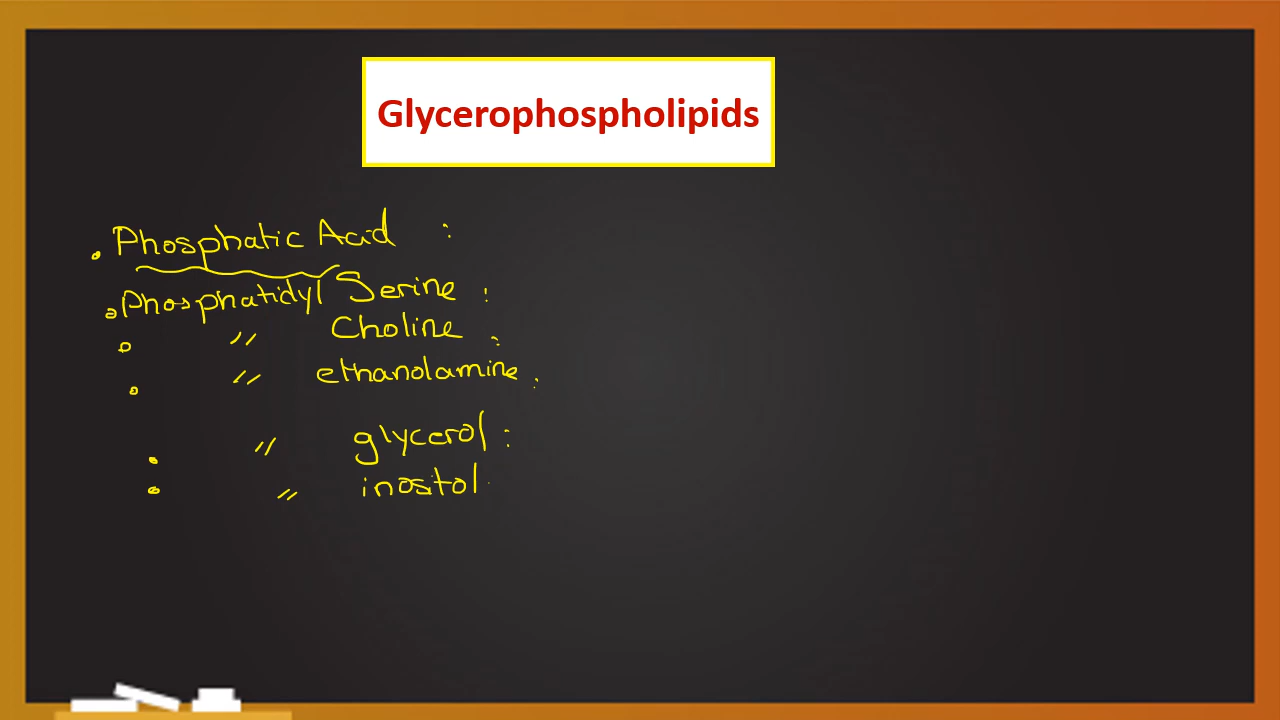 Glycerophospholipids
• Phosphatic Acid :
• Phosphatidyl Serine :
• " Choline :
• " ethanolamine :
• " glycerol :
• " inositol